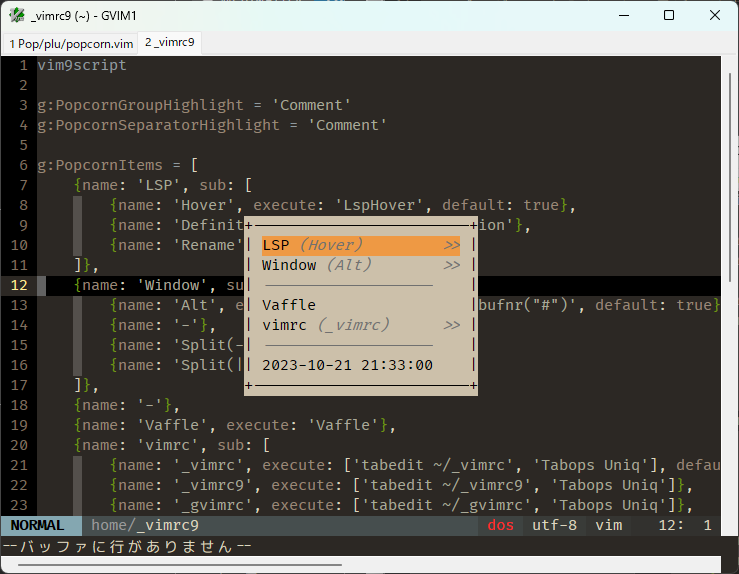 _vimrc (~) - GVIM1
1 Pop/plu/popcorn.vim 2 _vimrc9
1 vim9script
2
3 g:PopcornGroupHighlight = 'Comment'
4 g:PopcornSeparatorHighlight = 'Comment'
5
6 g:PopcornItems = [
7 {name: 'LSP', sub: [
8 {name: 'Hover', execute: 'LspHover', default: true},
9 {name: 'Definit ion'},
10 {name: 'Rename'
11 ]},
12 {name: 'Window', su
13 {name: 'Alt', e bufnr("#")', default: true}
14 {name: '-'},
15 {name: 'Split(-
16 {name: 'Split(|
17 ]},
18 {name: '-'},
19 {name: 'Vaffle', execute: 'Vaffle'},
20 {name: 'vimrc', sub: [
21 {name: '_vimrc', execute: ['tabedit ~/_vimrc', 'Tabops Uniq'], defau
22 {name: '_vimrc9', execute: ['tabedit ~/_vimrc9', 'Tabops Uniq']},
23 {name: '_gvimrc', execute: ['tabedit ~/_gvimrc', 'Tabops Uniq']},
LSP (Hover) >>
Window (Alt) >>
Vaffle
vimrc (_vimrc) >>
2023-10-21 21:33:00
NORMAL home/_vimrc9 dos utf-8 vim 12: 1
--バッファに行がありません--